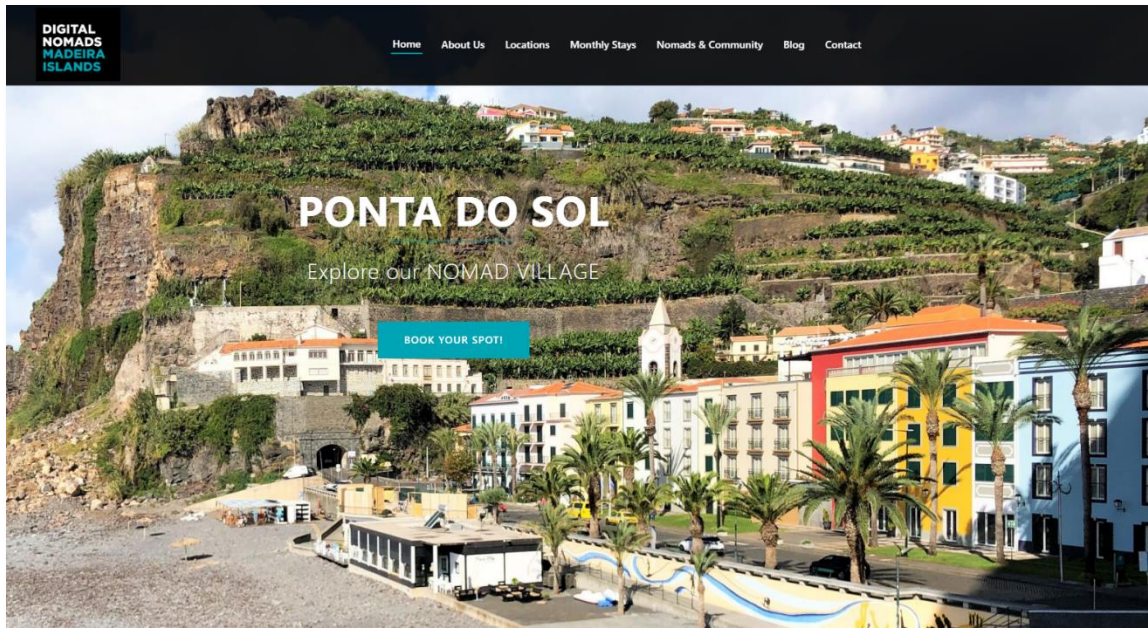 DIGITAL
NOMADS
MADEIRA
ISLANDS
Home About Us Locations Monthly Stays Nomads & Community Blog Contact
PONTA DO SOL
Explore our NOMAD VILLAGE
BOOK YOUR SPOT!